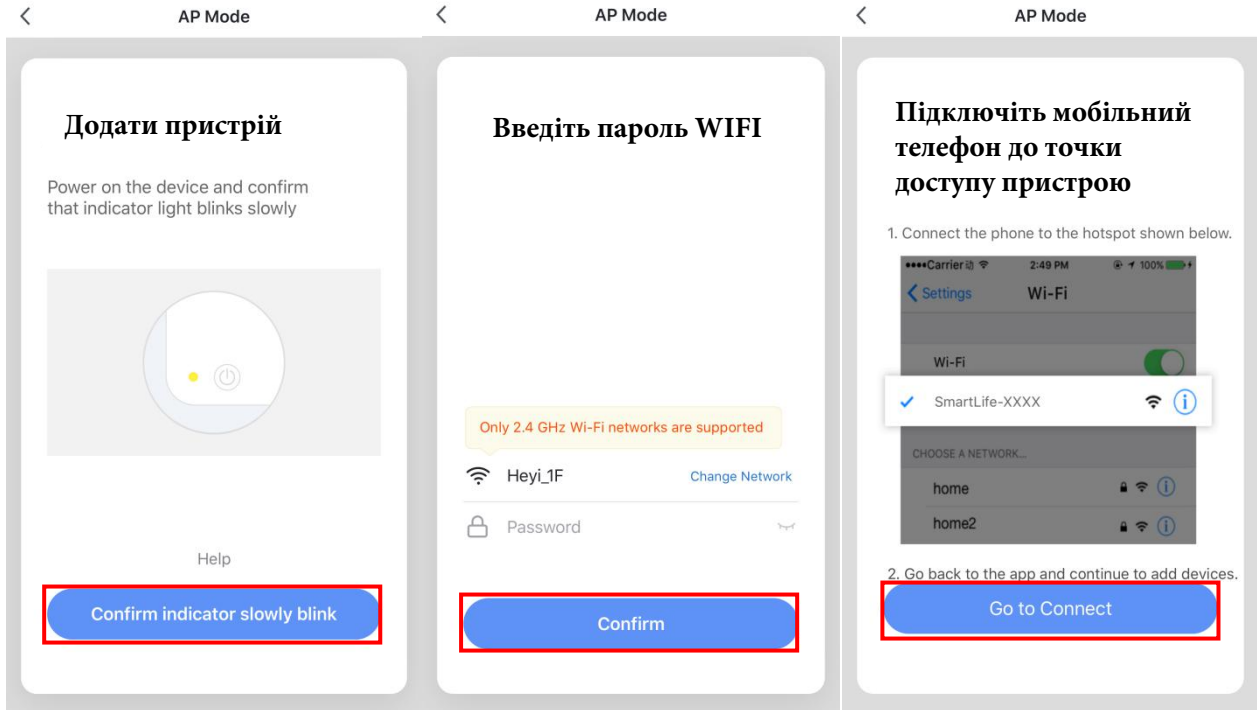 AP Mode
Додати пристрій
Power on the device and confirm
that indicator light blinks slowly
Help
Confirm indicator slowly blink
AP Mode
Введіть пароль WIFI
Only 2.4 GHz Wi-Fi networks are supported
Heyi_1F Change Network
Password
Confirm
AP Mode
Підключіть мобільний
телефон до точки
доступу пристрою
1. Connect the phone to the hotspot shown below.
Carrier 2:49 PM 100%
Settings Wi-Fi
Wi-Fi
SmartLife-XXXX
CHOOSE A NETWORK...
home
home2
2. Go back to the app and continue to add devices.
Go to Connect